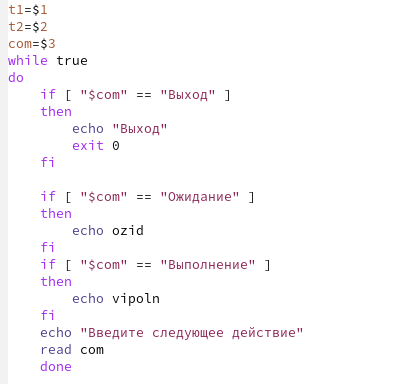 t1=$1
t2=$2
com=$3
while true
do
    if [ "$com" == "Выход" ]
    then
        echo "Выход"
        exit 0
    fi

    if [ "$com" == "Ожидание" ]
    then
        echo ozid
    fi
    if [ "$com" == "Выполнение" ]
    then
        echo vipoln
    fi
    echo "Введите следующее действие"
    read com
    done